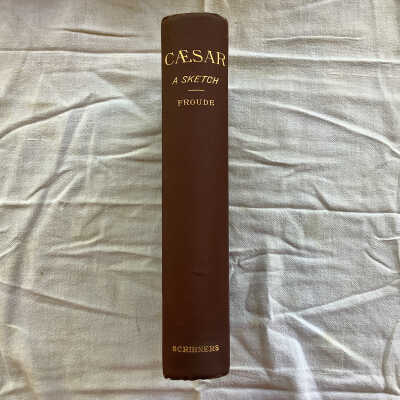 CÆSAR
A SKETCH
FROUDE
SCRIBNERS